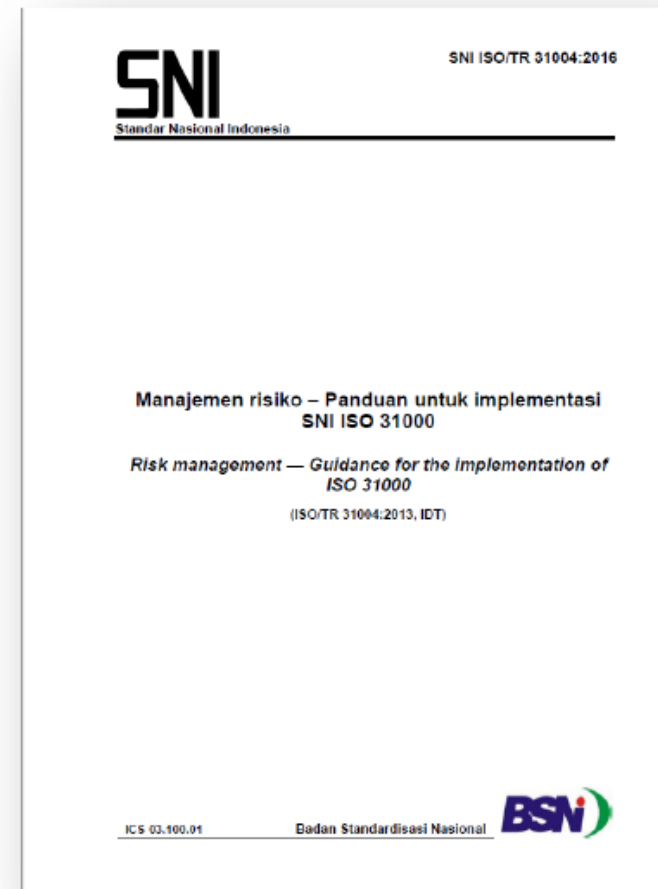 SNI
SNI ISO/TR 31004:2016
Standar Nasional Indonesia
Manajemen risiko – Panduan untuk implementasi
SNI ISO 31000
Risk management — Guidance for the implementation of
ISO 31000
(ISO/TR 31004:2013, IDT)
ICS 03.100.01
Badan Standardisasi Nasional
BSN